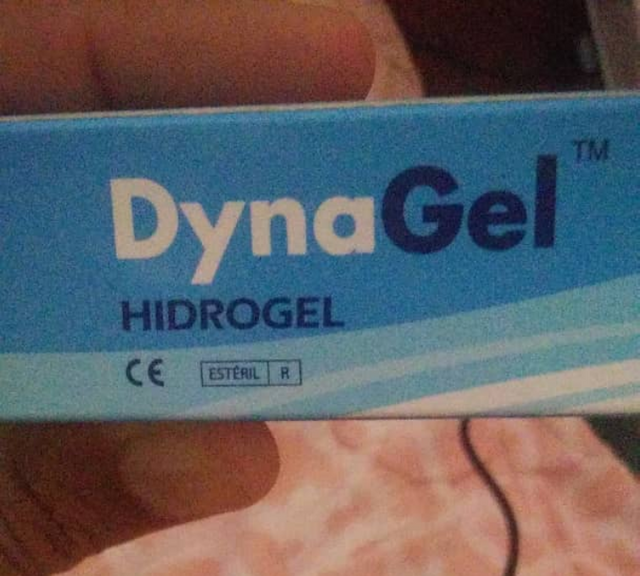 DynaGel™
HIDROGEL
CE ESTÉRIL R